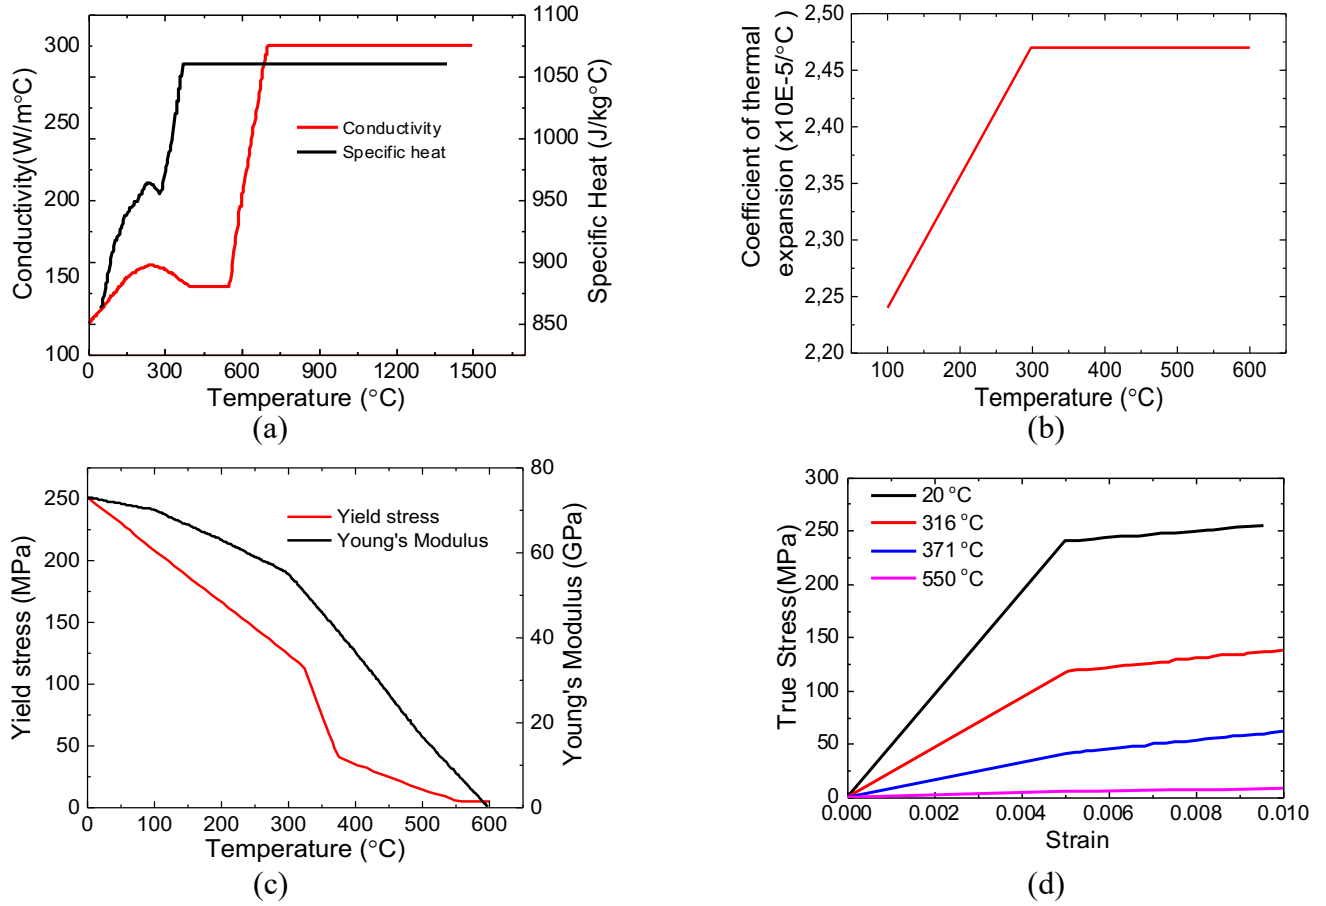 300
250
200
150
100
Conductivity(W/m°C)
1100
1050
1000
950
900
850
Specific Heat (J/kg°C)
Conductivity
Specific heat
0 300 600 900 1200 1500
Temperature (°C)
(a)
2,50
2,45
2,40
2,35
2,30
2,25
2,20
Coefficient of thermal
expansion (x10E-5/°C)
100 200 300 400 500 600
Temperature (°C)
(b)
250
200
150
100
50
0
Yield stress (MPa)
80
60
40
20
0
Young's Modulus (GPa)
Yield stress
Young's Modulus
0 100 200 300 400 500 600
Temperature (°C)
(c)
300
250
200
150
100
50
0
True Stress(MPa)
20 °C
316 °C
371 °C
550 °C
0.000 0.002 0.004 0.006 0.008 0.010
Strain
(d)